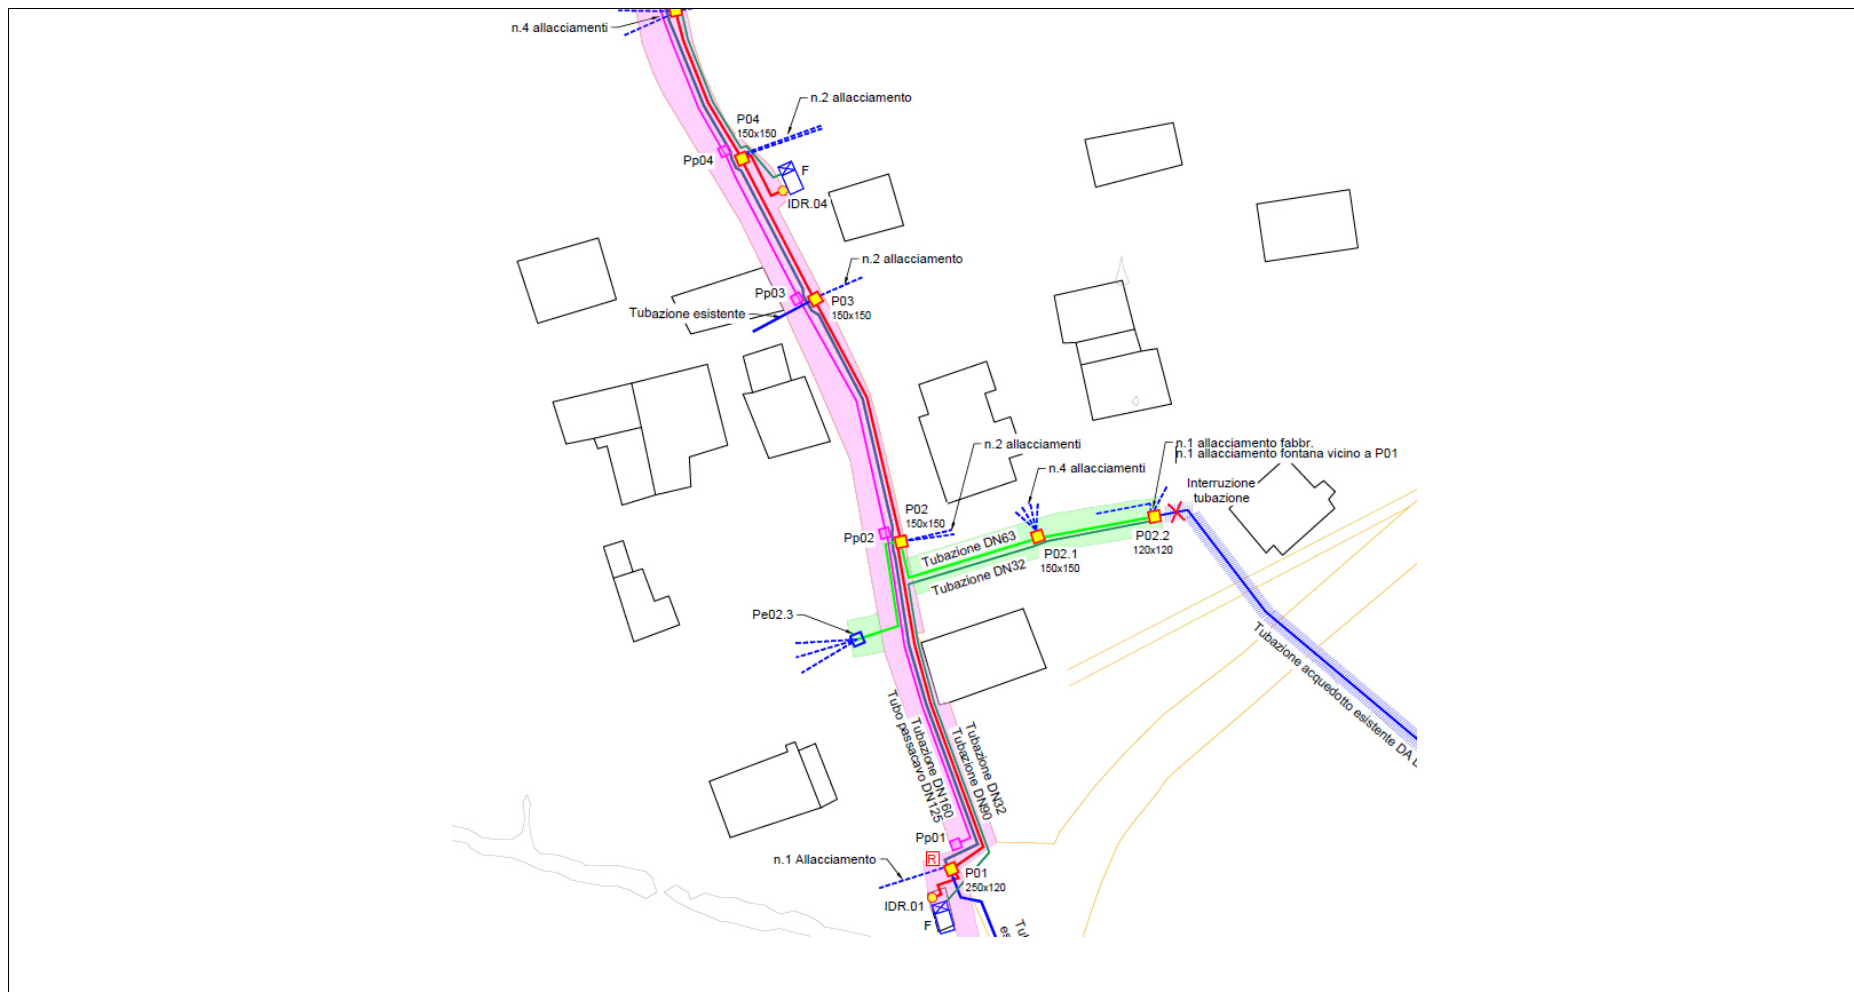 n.4 allacciamenti
n.2 allacciamento
P04
150x150
Pp04
F
IDR.04
n.2 allacciamento
Pp03
P03
150x150
Tubazione esistente
n.2 allacciamenti
n.1 allacciamento fabbr.
n.1 allacciamento fontana vicino a P01
n.4 allacciamenti
Interruzione
tubazione
P02
150x150
Pp02
Tubazione DN63
Tubazione DN32
P02.1
150x150
P02.2
120x120
Pe02.3
Tubazione acquedotto esistente DA
Tubo passacavo DN125
Tubazione DN160
Tubazione DN90
Tubazione DN32
Pp01
R
n.1 Allacciamento
P01
250x120
IDR.01
F